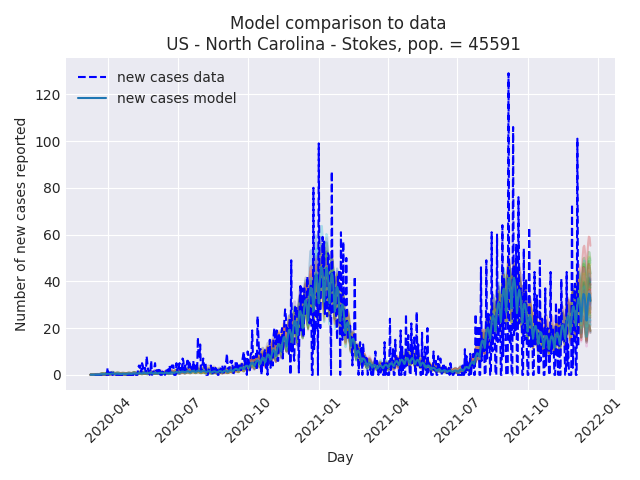 Model comparison to data
US - North Carolina - Stokes, pop. = 45591
new cases data
new cases model
Number of new cases reported
120
100
80
60
40
20
0
2020-04
2020-07
2020-10
2021-01
2021-04
2021-07
2021-10
2022-01
Day